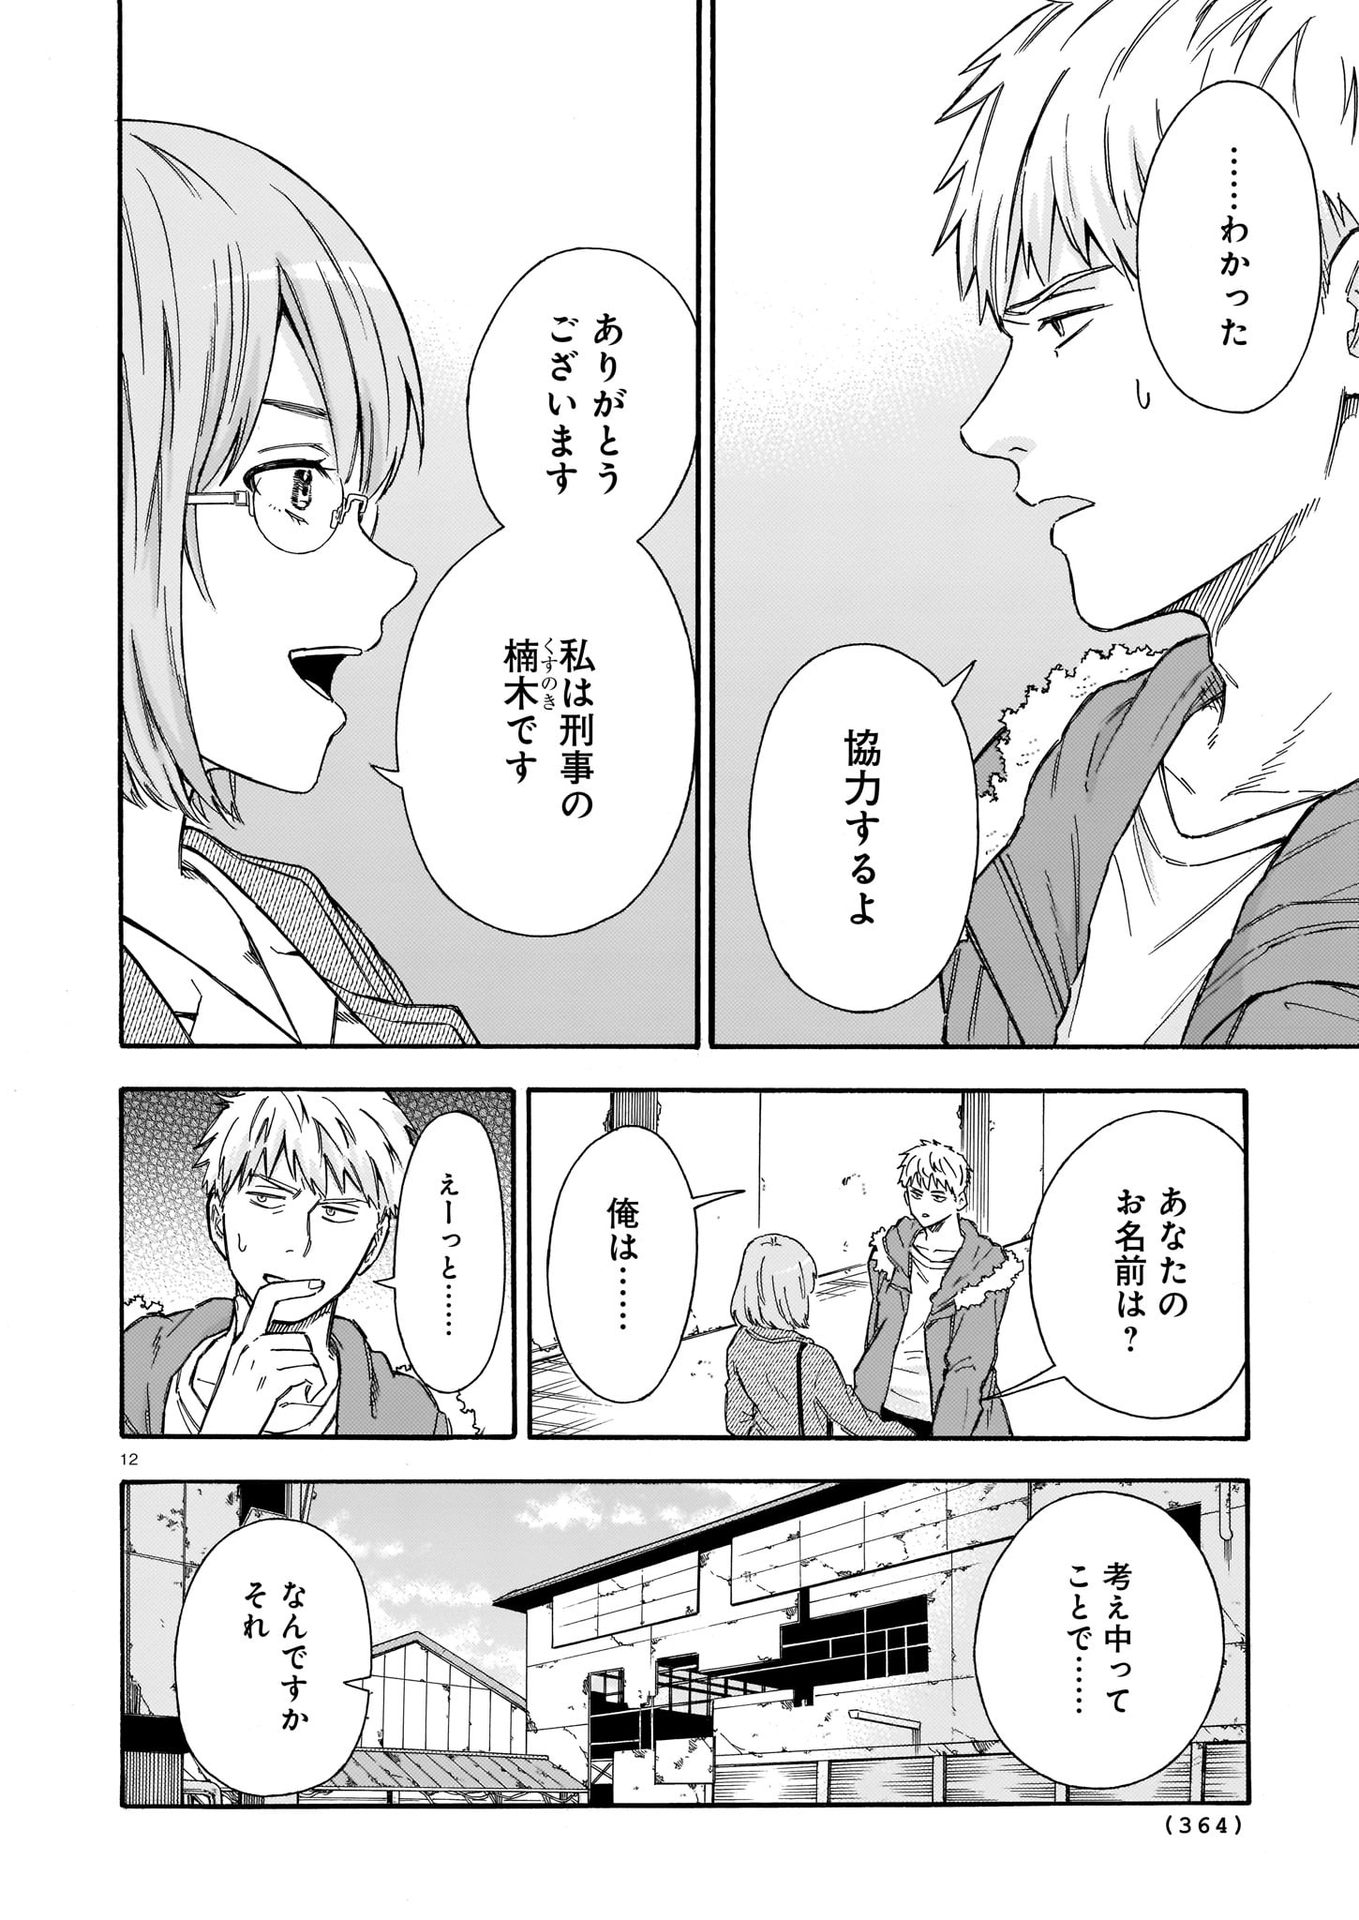 ……わかった
協力するよ
ありがとう
ございます
私は刑事の
楠木です
くすのき
あなたの
お名前は？
俺は……
えーっと……
12
考え中って
ことで……
なんですか
それ
(364)